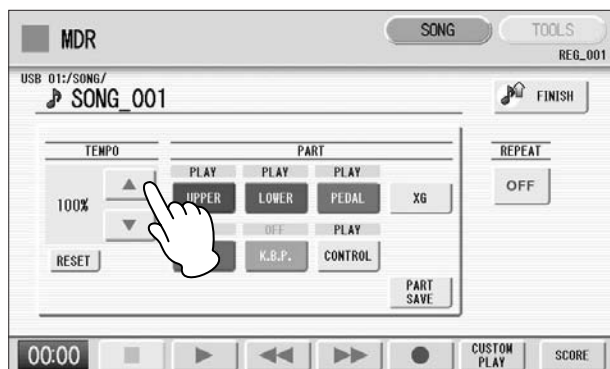 MDR
SONG
TOOLS
REG_001
USB 01:/SONG/
SONG_001
FINISH
TEMPO
PART
REPEAT
PLAY
PLAY
PLAY
100%
UPPER
LOWER
PEDAL
XG
OFF
OFF
PLAY
RESET
K.B.P.
CONTROL
PART
SAVE
00:00
CUSTOM
PLAY
SCORE